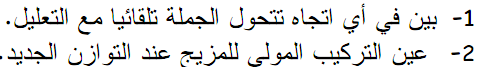 1- بين في أي اتجاه تتحول الجملة تلقائيا مع التعليل.
2- عين التركيب المولي للمزيج عند التوازن الجديد.